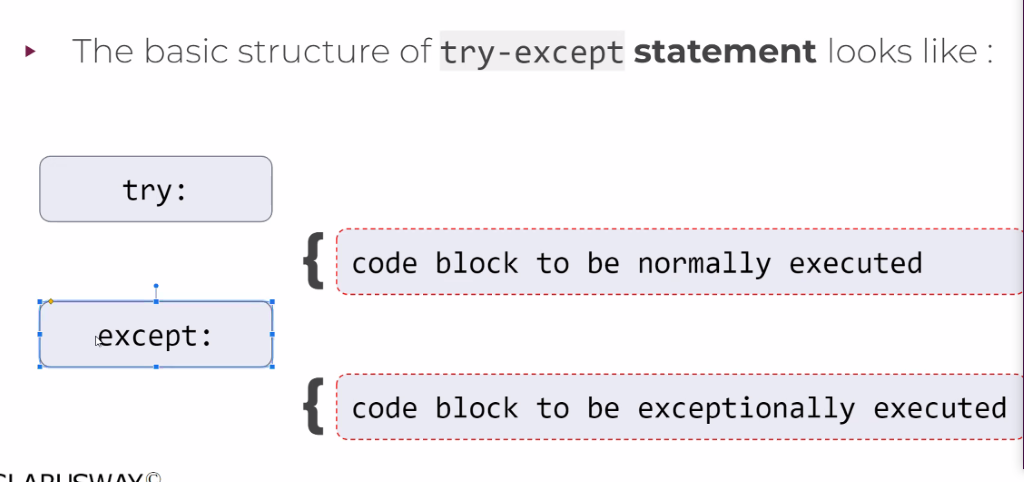 The basic structure of try-except statement looks like :
try:
{ code block to be normally executed
except:
{ code block to be exceptionally executed
CLARUSWAY©